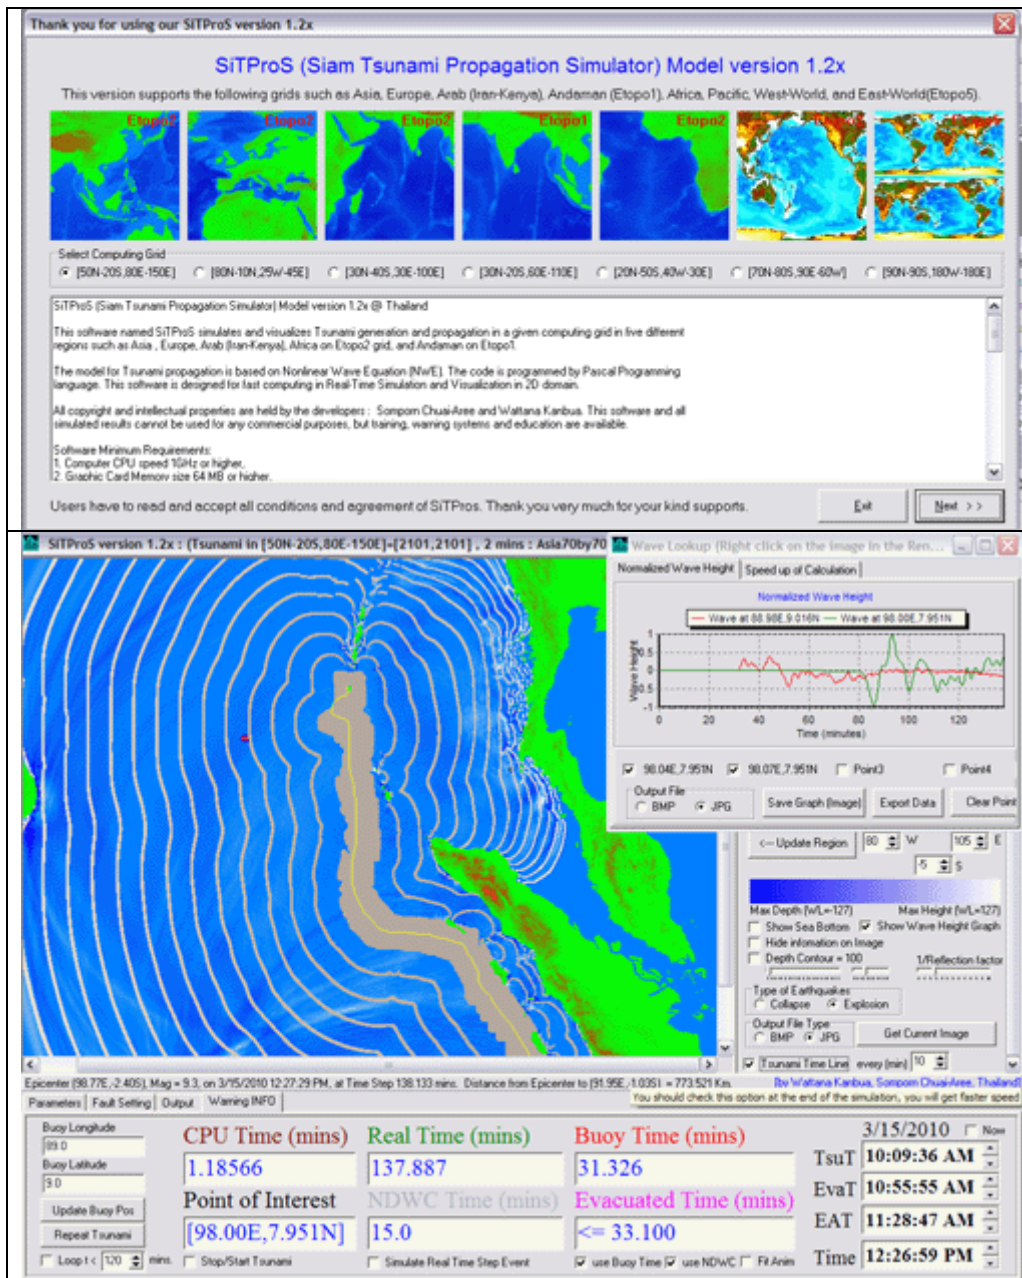 Thank you for using our SiTProS version 1.2x
SiTProS (Siam Tsunami Propagation Simulator) Model version 1.2x
This version supports the following grids such as Asia, Europe, Arab (Iran-Kenya), Andaman (Etopo1), Africa, Pacific, West-World, and East-World(Etopo5).
Etopo2 Etopo2 Etopo2 Etopo1 Etopo2
Select Computing Grid
[50N-20S,80E-150E] [80N-10N,25W-45E] [30N-40S,30E-100E] [30N-20S,60E-110E] [20N-50S,40W-30E] [70N-80S,90E-60W] [90N-90S,180W-180E]
SiTProS (Siam Tsunami Propagation Simulator) Model version 1.2x @ Thailand
This software named SiTProS simulates and visualizes Tsunami generation and propagation in a given computing grid in five different
regions such as Asia , Europe, Arab (Iran-Kenya), Africa on Etopo2 grid, and Andaman on Etopo1.
The model for Tsunami propagation is based on Nonlinear Wave Equation (NWE). The code is programmed by Pascal Programming
language. This software is designed for fast computing in Real-Time Simulation and Visualization in 2D domain.
All copyright and intellectual properties are held by the developers : Somporn Chuai-Aree and Wattana Kanbua. This software and all
simulated results cannot be used for any commercial purposes, but training, warning systems and education are available.
Software Minimum Requirements:
1. Computer CPU speed 1GHz or higher,
2. Graphic Card Memory size 64 MB or higher,
Users have to read and accept all conditions and agreement of SiTPros. Thank you very much for your kind supports.
Exit Next >>
SiTProS version 1.2x : (Tsunami in [50N-20S,80E-150E]=[2101,2101] , 2 mins : Asia70by70
Wave Lookup (Right click on the image in the Ren...
Normalized Wave Height Speed up of Calculation
Normalized Wave Height
Wave at 88.98E,9.016N Wave at 98.00E,7.951N
Wave Height
1
0.5
0
-0.5
-1
0 20 40 60 80 100 120
Time (minutes)
98.04E,7.951N 98.07E,7.951N Point3 Point4
Output File
BMP JPG Save Graph (Image) Export Data Clear Point
<-- Update Region 80 W 105 E
-5 S
Max Depth (WL=-127) Max Height (WL=127)
Show Sea Bottom Show Wave Height Graph
Hide infomation on Image
Depth Contour = 100 1/Reflection factor
Type of Earthquakes
Collapse Explosion
Output File Type
BMP JPG Get Current Image
Tsunami Time Line every (min) 10
Epicenter (98.77E,-2.40S), Mag = 9.3, on 3/15/2010 12:27:29 PM, at Time Step 138.133 mins. Distance from Epicenter to (91.95E,-1.03S) = 773.521 Km.
[by Wattana Kanbua, Somporn Chuai-Aree, Thailand]
Parameters Fault Setting Output Warning INFO
You should check this option at the end of the simulation, you will get faster speed
Buoy Longitude
89.0
Buoy Latitude
9.0
Update Buoy Pos
Repeat Tsunami
Loop t < 120 mins.
CPU Time (mins) Real Time (mins) Buoy Time (mins)
1.18566 137.887 31.326
Point of Interest NDWC Time (mins) Evacuated Time (mins)
[98.00E,7.951N] 15.0 <= 33.100
Stop/Start Tsunami Simulate Real Time Step Event use Buoy Time use NDWC Fit Anim
3/15/2010 Now
TsuT 10:09:36 AM
EvaT 10:55:55 AM
EAT 11:28:47 AM
Time 12:26:59 PM